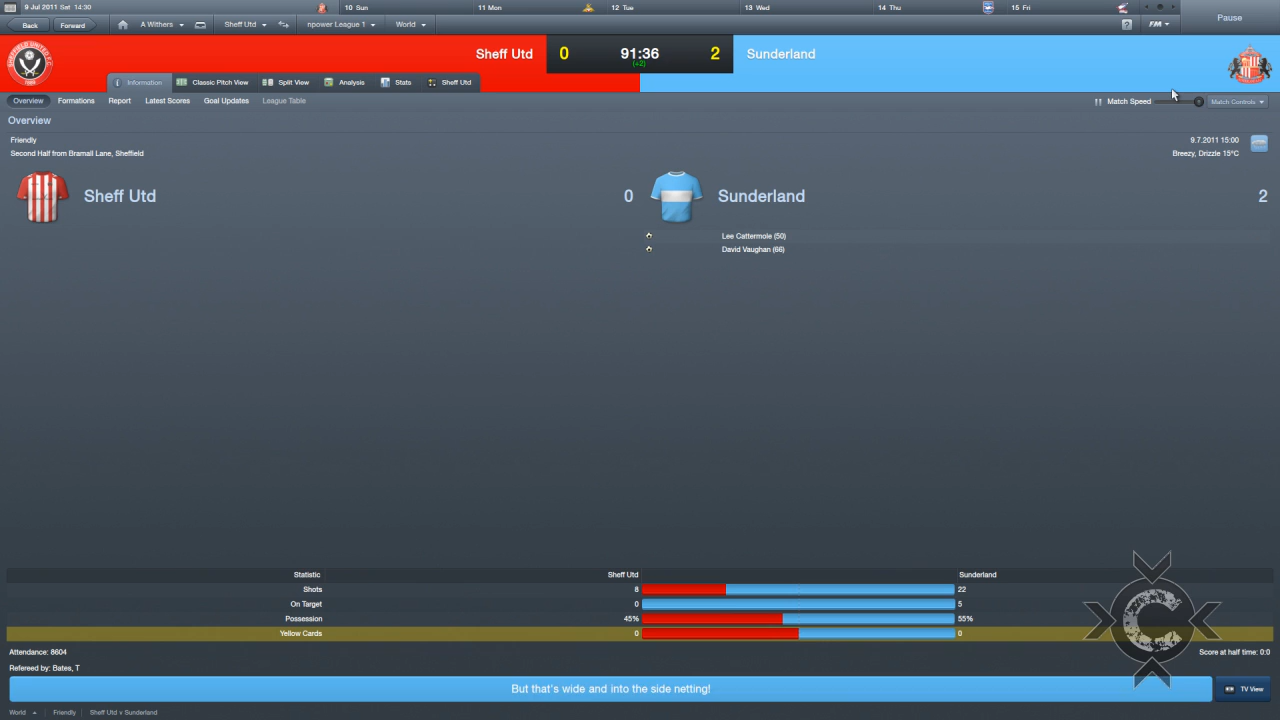 9 Jul 2011 Sat 14:30 10 Sun 11 Mon 12 Tue 13 Wed 14 Thu 15 Fri
Back Forward A Withers Sheff Utd npower League 1 World ? FM Pause
Sheff Utd 0 91:36 (+2) 2 Sunderland
Information Classic Pitch View Split View Analysis Stats Sheff Utd
Overview Formations Report Latest Scores Goal Updates League Table Match Speed Match Controls
Overview
Friendly 9.7.2011 15:00
Second Half from Bramall Lane, Sheffield Breezy, Drizzle 15°C
Sheff Utd 0 Sunderland 2
Lee Cattermole (50)
David Vaughan (66)
Statistic Sheff Utd Sunderland
Shots 8 22
On Target 0 5
Possession 45% 55%
Yellow Cards 0 0
Attendance: 8604 Score at half time: 0:0
Refereed by: Bates, T
But that's wide and into the side netting! TV View
World Friendly Sheff Utd v Sunderland